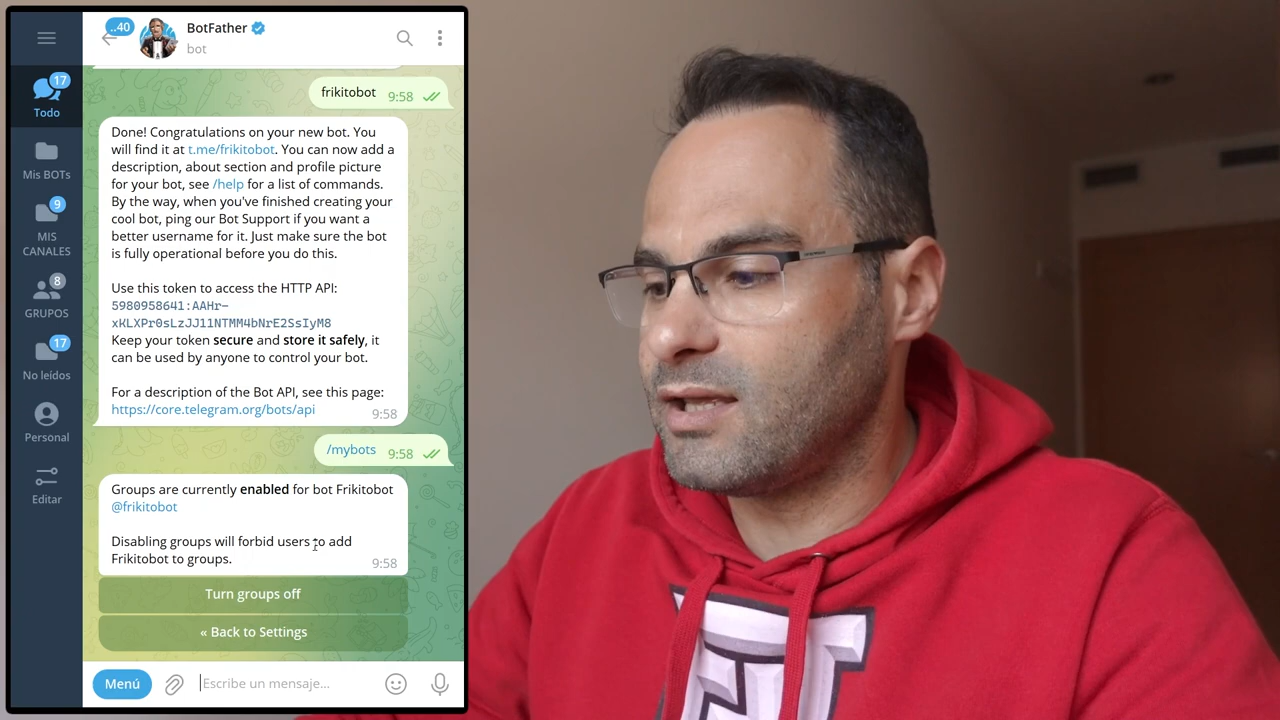 ..40
BotFather
bot
17
Todo
Mis BOTs
9
MIS
CANALES
8
GRUPOS
17
No leídos
Personal
Editar
frikitobot 9:58
Done! Congratulations on your new bot. You
will find it at t.me/frikitobot. You can now add a
description, about section and profile picture
for your bot, see /help for a list of commands.
By the way, when you've finished creating your
cool bot, ping our Bot Support if you want a
better username for it. Just make sure the bot
is fully operational before you do this.
Use this token to access the HTTP API:
5980958641:AAHr-
xKLXPr0sLzJJ11NTMM4bNrE2SsIyM8
Keep your token secure and store it safely, it
can be used by anyone to control your bot.
For a description of the Bot API, see this page:
https://core.telegram.org/bots/api
9:58
/mybots 9:58
Groups are currently enabled for bot Frikitobot
@frikitobot
Disabling groups will forbid users to add
Frikitobot to groups.
9:58
Turn groups off
« Back to Settings
Menú
Escribe un mensaje...